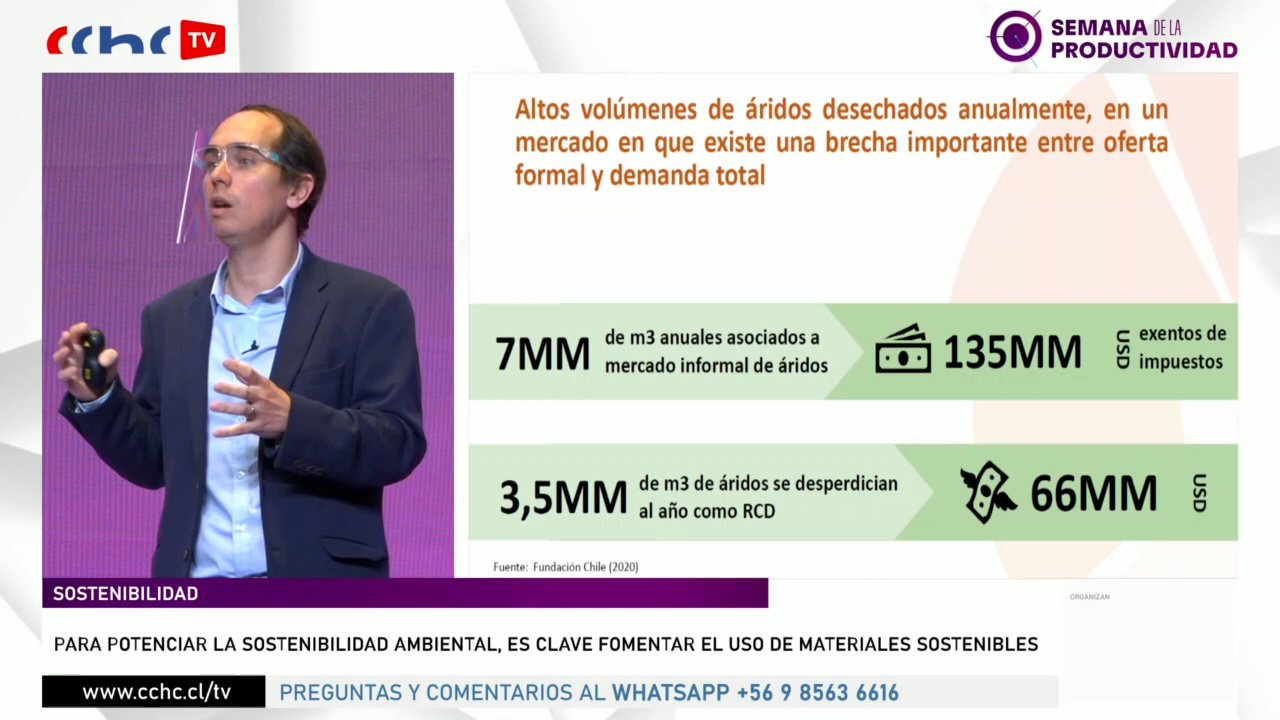 cchc TV
SEMANA DE LA
PRODUCTIVIDAD
Altos volúmenes de áridos desechados anualmente, en un
mercado en que existe una brecha importante entre oferta
formal y demanda total
7MM
de m3 anuales asociados a
mercado informal de áridos
135MM
USD
exentos de
impuestos
3,5MM
de m3 de áridos se desperdician
al año como RCD
66MM
USD
Fuente: Fundación Chile (2020)
SOSTENIBILIDAD
ORGANIZAN
PARA POTENCIAR LA SOSTENIBILIDAD AMBIENTAL, ES CLAVE FOMENTAR EL USO DE MATERIALES SOSTENIBLES
www.cchc.cl/tv
PREGUNTAS Y COMENTARIOS AL WHATSAPP +56 9 8563 6616